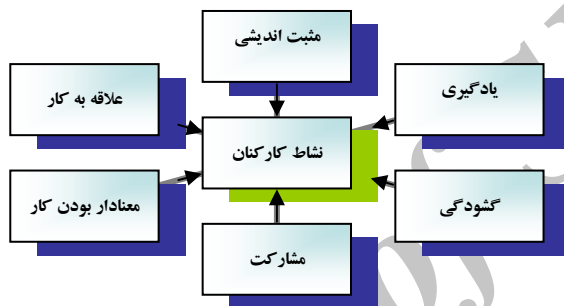 مثبت اندیشی
یادگیری
علاقه به کار
نشاط کارکنان
گشودگی
معنادار بودن کار
مشارکت